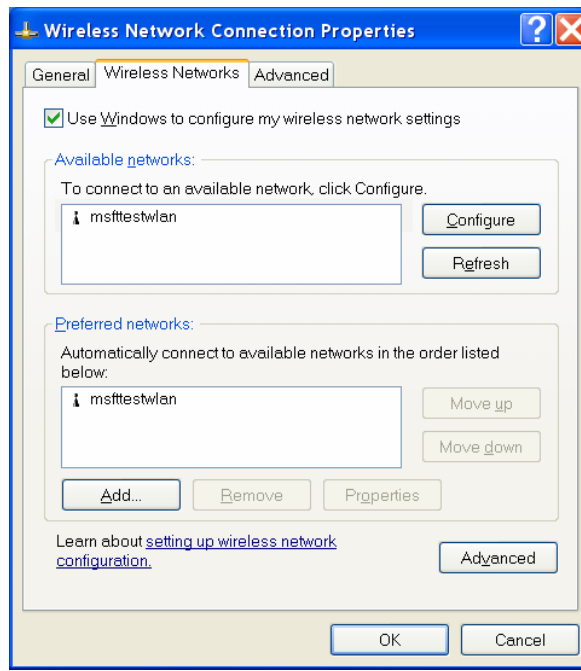 Wireless Network Connection Properties
General Wireless Networks Advanced
Use Windows to configure my wireless network settings
Available networks:
To connect to an available network, click Configure.
msfttestwlan
Configure
Refresh
Preferred networks:
Automatically connect to available networks in the order listed
below:
msfttestwlan
Move up
Move down
Add... Remove Properties
Learn about setting up wireless network
configuration.
Advanced
OK Cancel